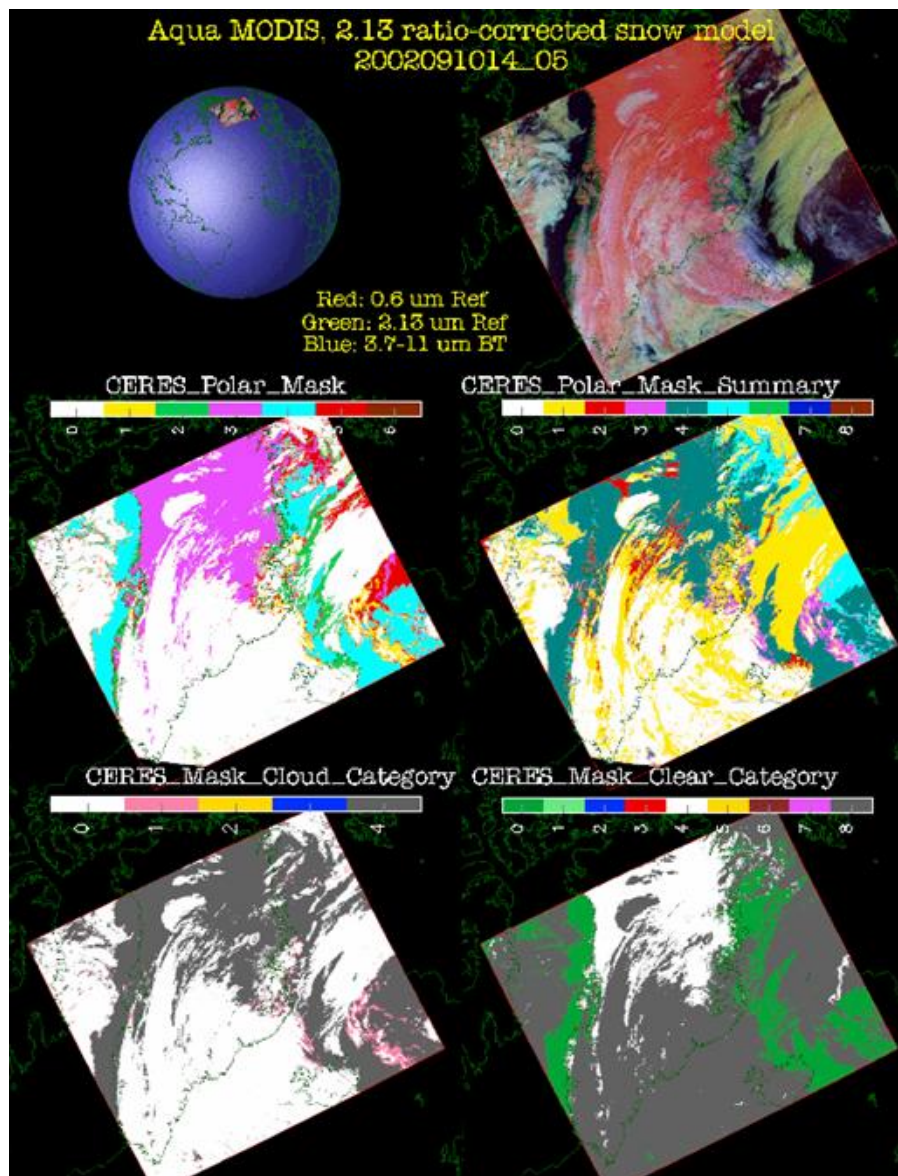 Aqua MODIS, 2.13 ratio-corrected snow model
2002091014_05
Red: 0.6 um Ref
Green: 2.13 um Ref
Blue: 3.7-11 um BT
CERES_Polar_Mask
0 1 2 3 4 5 6
CERES_Polar_Mask_Summary
0 1 2 3 4 5 6 7 8
CERES_Mask_Cloud_Category
0 1 2 3 4
CERES_Mask_Clear_Category
0 1 2 3 4 5 6 7 8